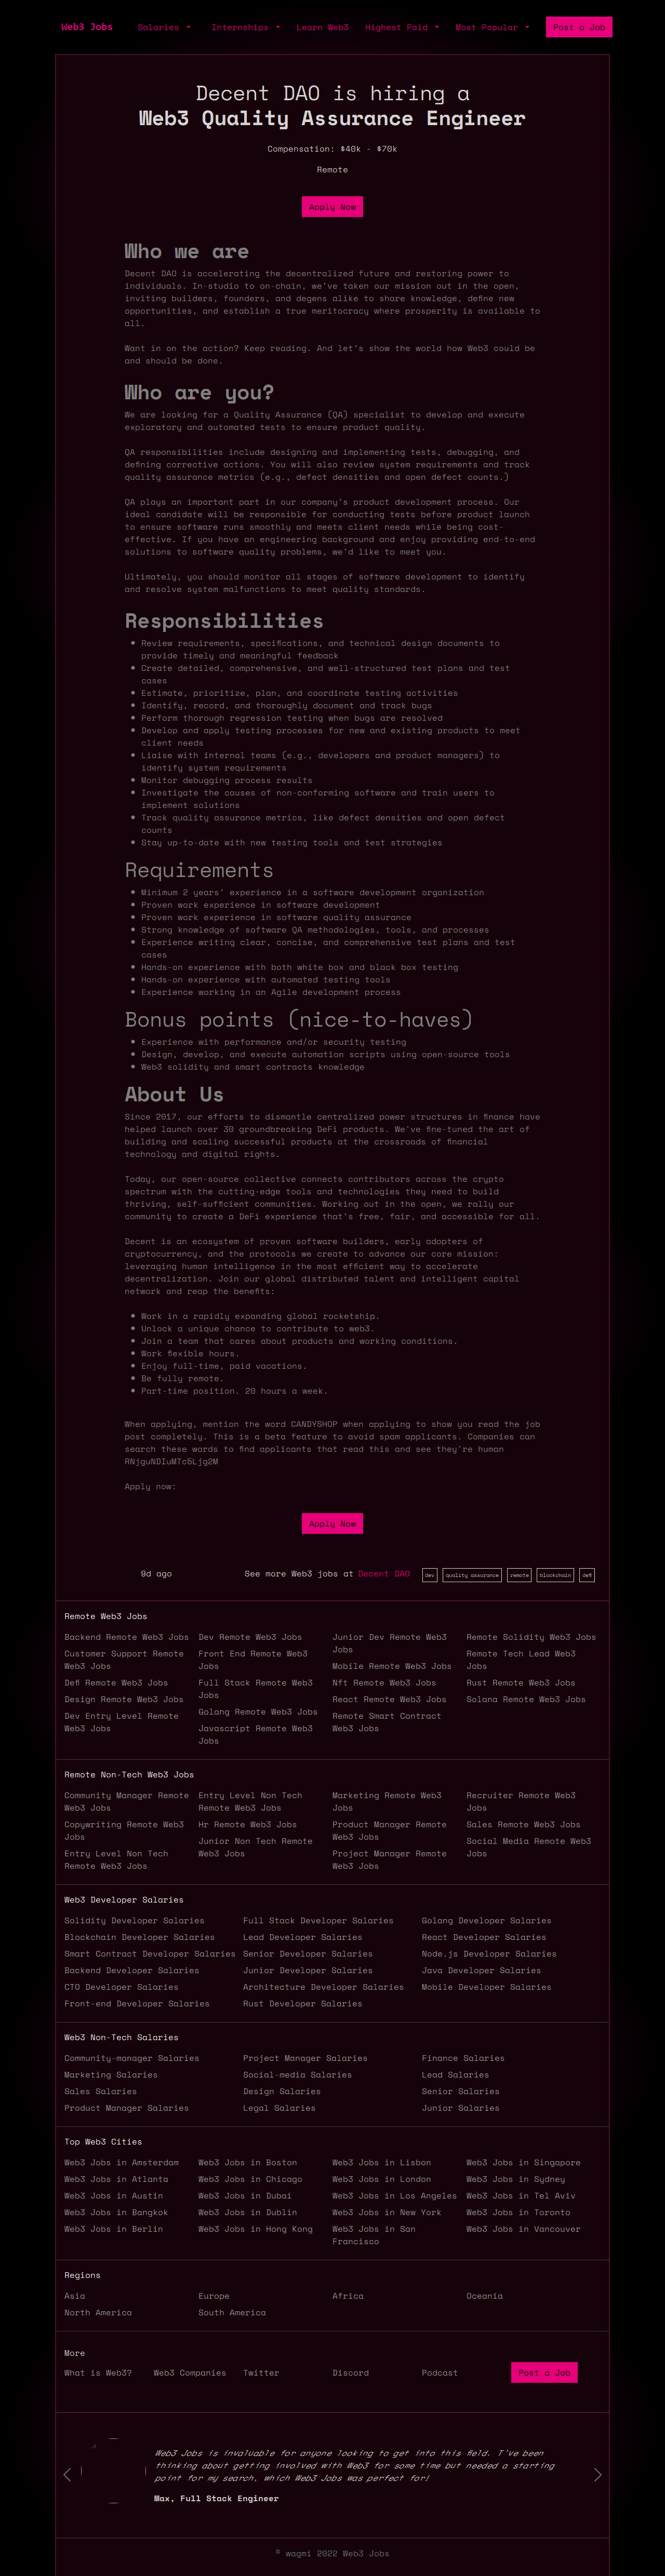 Web3 Jobs Salaries Internships Learn Web3 Highest Paid Most Popular Post a Job
Decent DAO is hiring a
Web3 Quality Assurance Engineer
Compensation: $40k - $70k
Remote
Apply Now
Who we are
Decent DAO is accelerating the decentralized future and restoring power to
individuals. In-studio to on-chain, we've taken our mission out in the open,
inviting builders, founders, and degens alike to share knowledge, define new
opportunities, and establish a true meritocracy where prosperity is available to
all.
Want in on the action? Keep reading. And let's show the world how Web3 could be
and should be done.
Who are you?
We are looking for a Quality Assurance (QA) specialist to develop and execute
exploratory and automated tests to ensure product quality.
QA responsibilities include designing and implementing tests, debugging, and
defining corrective actions. You will also review system requirements and track
quality assurance metrics (e.g., defect densities and open defect counts.)
QA plays an important part in our company's product development process. Our
ideal candidate will be responsible for conducting tests before product launch
to ensure software runs smoothly and meets client needs while being cost-
effective. If you have an engineering background and enjoy providing end-to-end
solutions to software quality problems, we'd like to meet you.
Ultimately, you should monitor all stages of software development to identify
and resolve system malfunctions to meet quality standards.
Responsibilities
• Review requirements, specifications, and technical design documents to
provide timely and meaningful feedback
• Create detailed, comprehensive, and well-structured test plans and test
cases
• Estimate, prioritize, plan, and coordinate testing activities
• Identify, record, and thoroughly document and track bugs
• Perform thorough regression testing when bugs are resolved
• Develop and apply testing processes for new and existing products to meet
client needs
• Liaise with internal teams (e.g., developers and product managers) to
identify system requirements
• Monitor debugging process results
• Investigate the causes of non-conforming software and train users to
implement solutions
• Track quality assurance metrics, like defect densities and open defect
counts
• Stay up-to-date with new testing tools and test strategies
Requirements
• Minimum 2 years' experience in a software development organization
• Proven work experience in software development
• Proven work experience in software quality assurance
• Strong knowledge of software QA methodologies, tools, and processes
• Experience writing clear, concise, and comprehensive test plans and test
cases
• Hands-on experience with both white box and black box testing
• Hands-on experience with automated testing tools
• Experience working in an Agile development process
Bonus points (nice-to-haves)
• Experience with performance and/or security testing
• Design, develop, and execute automation scripts using open-source tools
• Web3 solidity and smart contracts knowledge
About Us
Since 2017, our efforts to dismantle centralized power structures in finance have
helped launch over 30 groundbreaking DeFi products. We've fine-tuned the art of
building and scaling successful products at the crossroads of financial
technology and digital rights.
Today, our open-source collective connects contributors across the crypto
spectrum with the cutting-edge tools and technologies they need to build
thriving, self-sufficient communities. Working out in the open, we rally our
community to create a DeFi experience that's free, fair, and accessible for all.
Decent is an ecosystem of proven software builders, early adopters of
cryptocurrency, and the protocols we create to advance our core mission:
leveraging human intelligence in the most efficient way to accelerate
decentralization. Join our global distributed talent and intelligent capital
network and reap the benefits:
• Work in a rapidly expanding global rocketship.
• Unlock a unique chance to contribute to web3.
• Join a team that cares about products and working conditions.
• Work flexible hours.
• Enjoy full-time, paid vacations.
• Be fully remote.
• Part-time position. 20 hours a week.
When applying, mention the word CANDYSHOP when applying to show you read the job
post completely. This is a beta feature to avoid spam applicants. Companies can
search these words to find applicants that read this and see they're human
RNjguNDIuMTc5Ljg2M
Apply now:
Apply Now
9d ago See more Web3 jobs at Decent DAO dev quality assurance remote blockchain defi
Remote Web3 Jobs
Backend Remote Web3 Jobs
Customer Support Remote
Web3 Jobs
Defi Remote Web3 Jobs
Design Remote Web3 Jobs
Dev Entry Level Remote
Web3 Jobs
Dev Remote Web3 Jobs
Front End Remote Web3
Jobs
Full Stack Remote Web3
Jobs
Golang Remote Web3 Jobs
Javascript Remote Web3
Jobs
Junior Dev Remote Web3
Jobs
Mobile Remote Web3 Jobs
Nft Remote Web3 Jobs
React Remote Web3 Jobs
Remote Smart Contract
Web3 Jobs
Remote Solidity Web3 Jobs
Remote Tech Lead Web3
Jobs
Rust Remote Web3 Jobs
Solana Remote Web3 Jobs
Remote Non-Tech Web3 Jobs
Community Manager Remote
Web3 Jobs
Copywriting Remote Web3
Jobs
Entry Level Non Tech
Remote Web3 Jobs
Entry Level Non Tech
Remote Web3 Jobs
Hr Remote Web3 Jobs
Junior Non Tech Remote
Web3 Jobs
Marketing Remote Web3
Jobs
Product Manager Remote
Web3 Jobs
Project Manager Remote
Web3 Jobs
Recruiter Remote Web3
Jobs
Sales Remote Web3 Jobs
Social Media Remote Web3
Jobs
Web3 Developer Salaries
Solidity Developer Salaries
Blockchain Developer Salaries
Smart Contract Developer Salaries
Backend Developer Salaries
CTO Developer Salaries
Front-end Developer Salaries
Full Stack Developer Salaries
Lead Developer Salaries
Senior Developer Salaries
Junior Developer Salaries
Architecture Developer Salaries
Rust Developer Salaries
Golang Developer Salaries
React Developer Salaries
Node.js Developer Salaries
Java Developer Salaries
Mobile Developer Salaries
Web3 Non-Tech Salaries
Community-manager Salaries
Marketing Salaries
Sales Salaries
Product Manager Salaries
Project Manager Salaries
Social-media Salaries
Design Salaries
Legal Salaries
Finance Salaries
Lead Salaries
Senior Salaries
Junior Salaries
Top Web3 Cities
Web3 Jobs in Amsterdam
Web3 Jobs in Atlanta
Web3 Jobs in Austin
Web3 Jobs in Bangkok
Web3 Jobs in Berlin
Web3 Jobs in Boston
Web3 Jobs in Chicago
Web3 Jobs in Dubai
Web3 Jobs in Dublin
Web3 Jobs in Hong Kong
Web3 Jobs in Lisbon
Web3 Jobs in London
Web3 Jobs in Los Angeles
Web3 Jobs in New York
Web3 Jobs in San
Francisco
Web3 Jobs in Singapore
Web3 Jobs in Sydney
Web3 Jobs in Tel Aviv
Web3 Jobs in Toronto
Web3 Jobs in Vancouver
Regions
Asia Europe Africa Oceania
North America South America
More
What is Web3? Web3 Companies Twitter Discord Podcast Post a Job
Web3 Jobs is invaluable for anyone looking to get into this field. I've been
thinking about getting involved with Web3 for some time but needed a starting
point for my search, which Web3 Jobs was perfect for!
Max, Full Stack Engineer
© wagmi 2022 Web3 Jobs